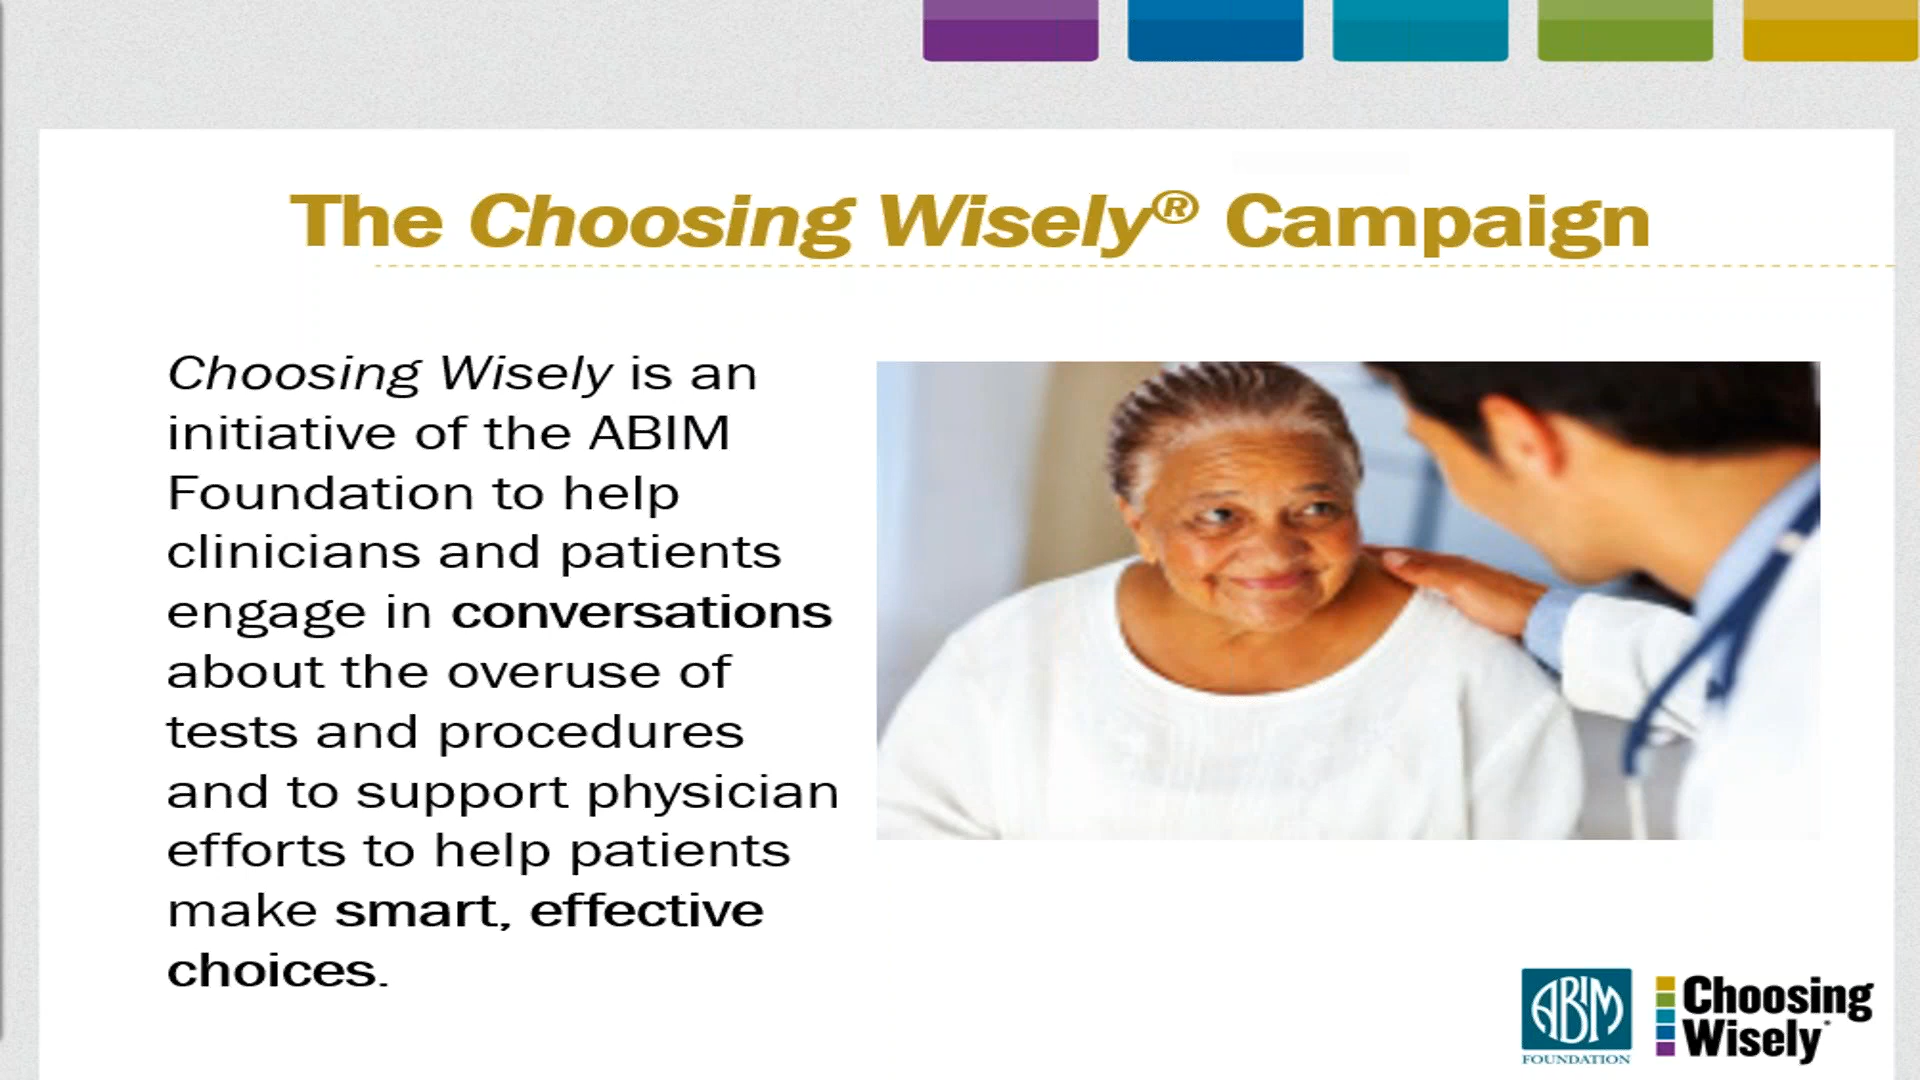 The Choosing Wisely® Campaign
Choosing Wisely is an
initiative of the ABIM
Foundation to help
clinicians and patients
engage in conversations
about the overuse of
tests and procedures
and to support physician
efforts to help patients
make smart, effective
choices.
ABIM
FOUNDATION
Choosing
Wisely